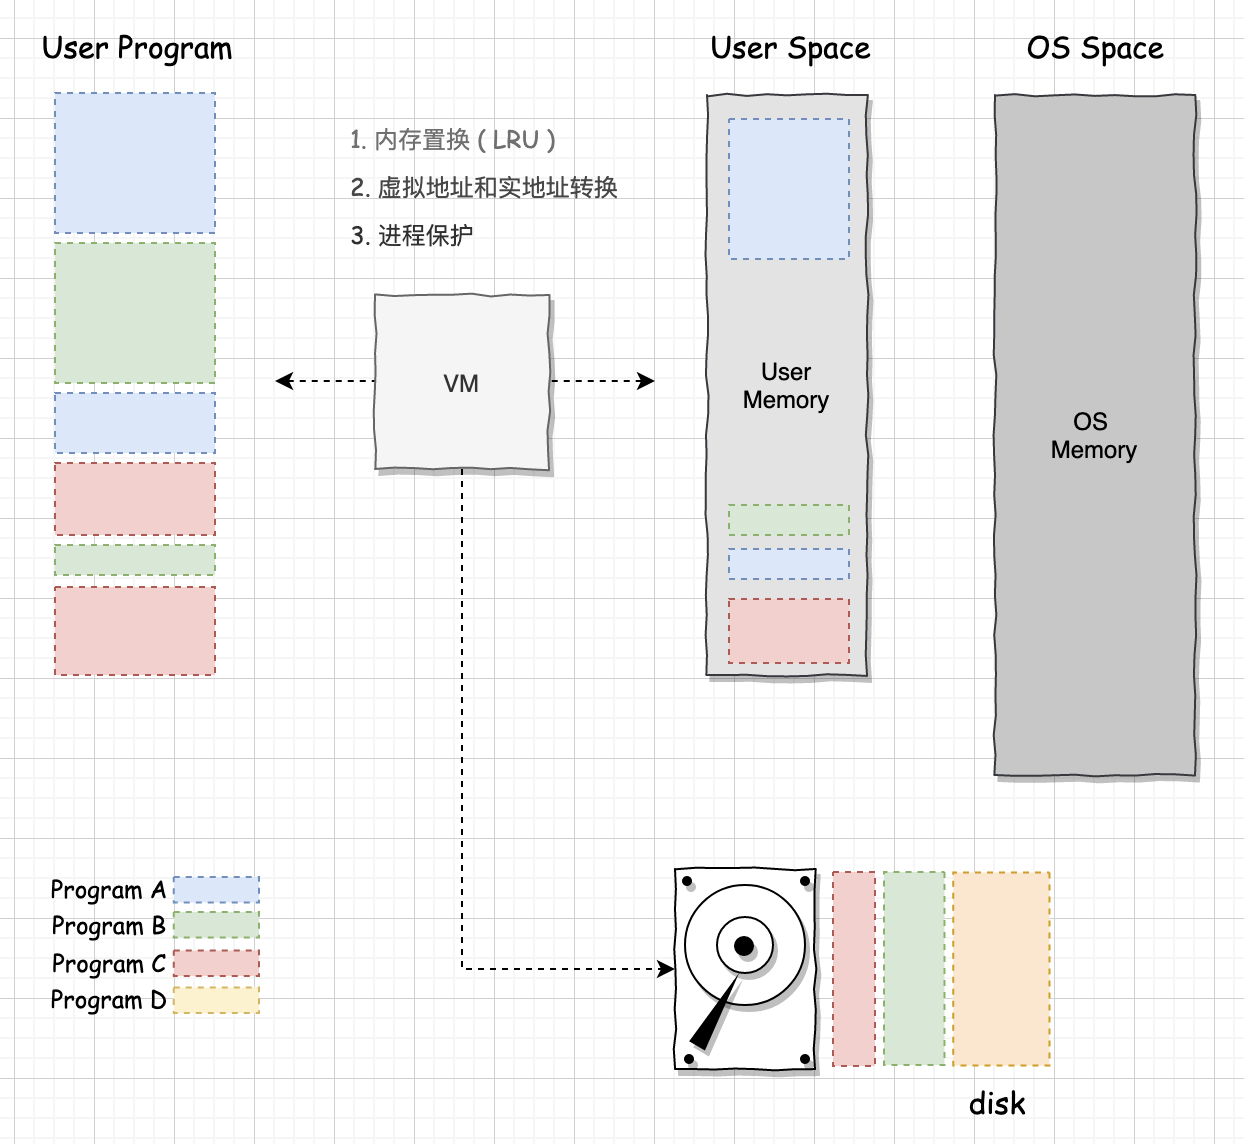 User Program
User Space
OS Space
1. 内存置换 ( LRU )
2. 虚拟地址和实地址转换
3. 进程保护
VM
User
Memory
OS
Memory
Program A
Program B
Program C
Program D
disk